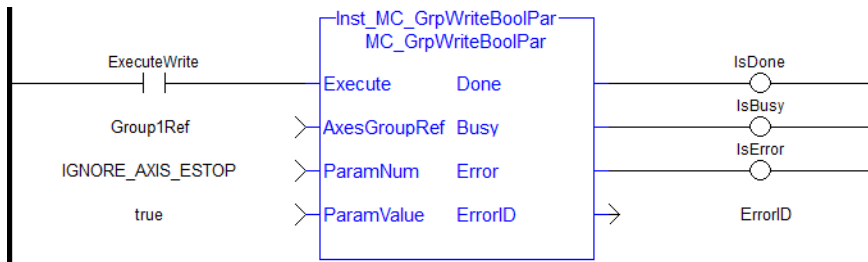 Inst_MC_GrpWriteBoolPar
MC_GrpWriteBoolPar
ExecuteWrite
Execute
Done
IsDone
Group1Ref
AxesGroupRef
Busy
IsBusy
IGNORE_AXIS_ESTOP
ParamNum
Error
IsError
true
ParamValue
ErrorID
ErrorID